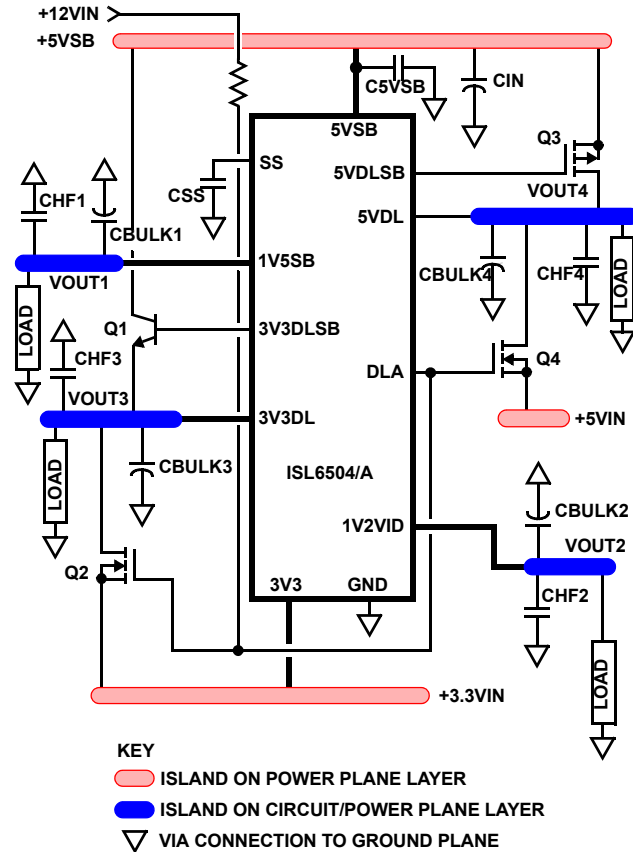 +12VIN
+5VSB
C5VSB
CIN
5VSB
Q3
SS
5VDLSB
VOUT4
CHF1
CSS
5VDL
CBULK1
1V5SB
CBULK4
CHF4
LOAD
VOUT1
LOAD
Q1
3V3DLSB
CHF3
DLA
Q4
VOUT3
3V3DL
+5VIN
LOAD
CBULK3
ISL6504/A
CBULK2
1V2VID
VOUT2
Q2
3V3
GND
CHF2
LOAD
+3.3VIN
KEY
ISLAND ON POWER PLANE LAYER
ISLAND ON CIRCUIT/POWER PLANE LAYER
VIA CONNECTION TO GROUND PLANE